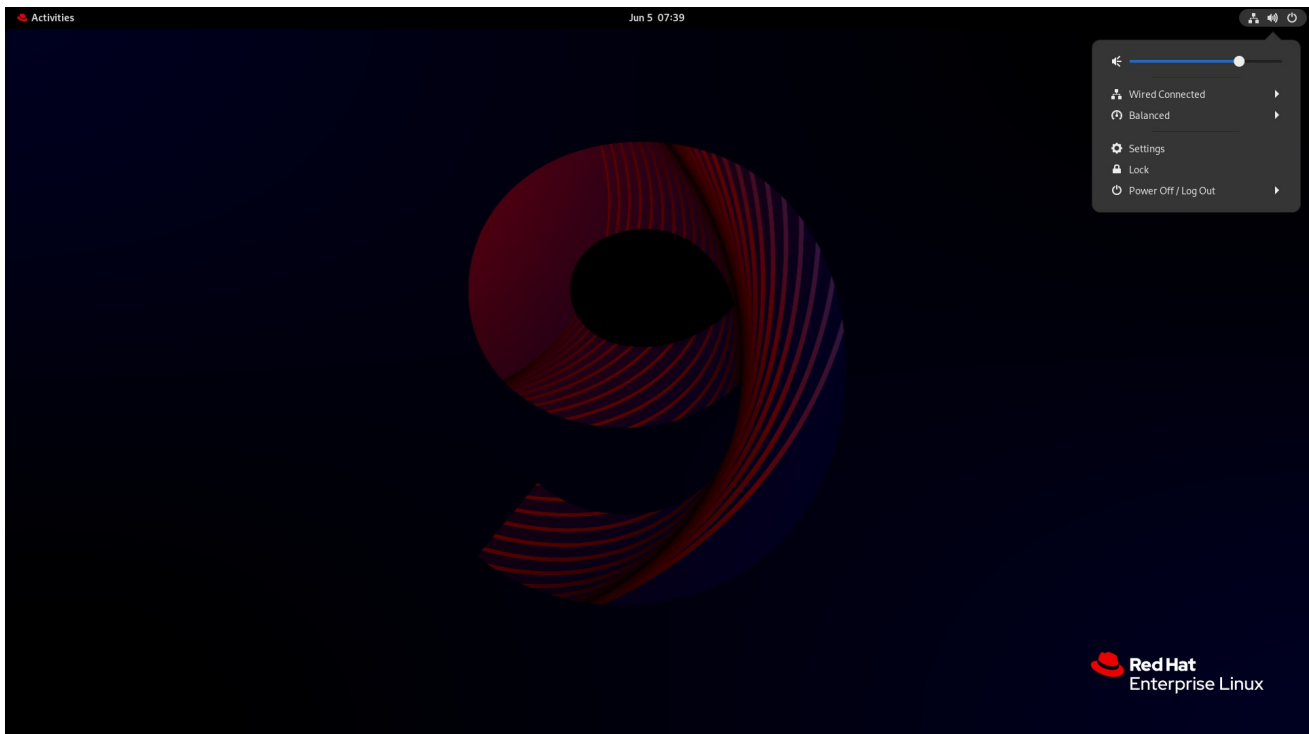 Activities
Jun 5 07:39
Wired Connected
Balanced
Settings
Lock
Power Off / Log Out
9
Red Hat
Enterprise Linux